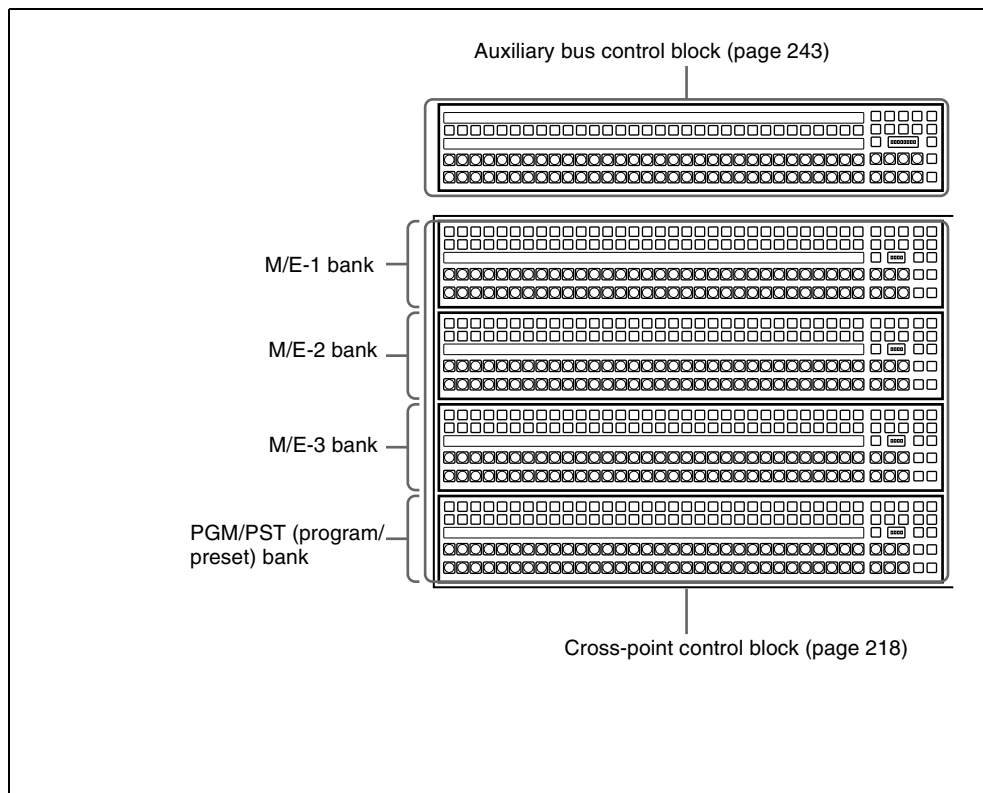 Auxiliary bus control block (page 243)
M/E-1 bank
M/E-2 bank
M/E-3 bank
PGM/PST (program/
preset) bank
Cross-point control block (page 218)